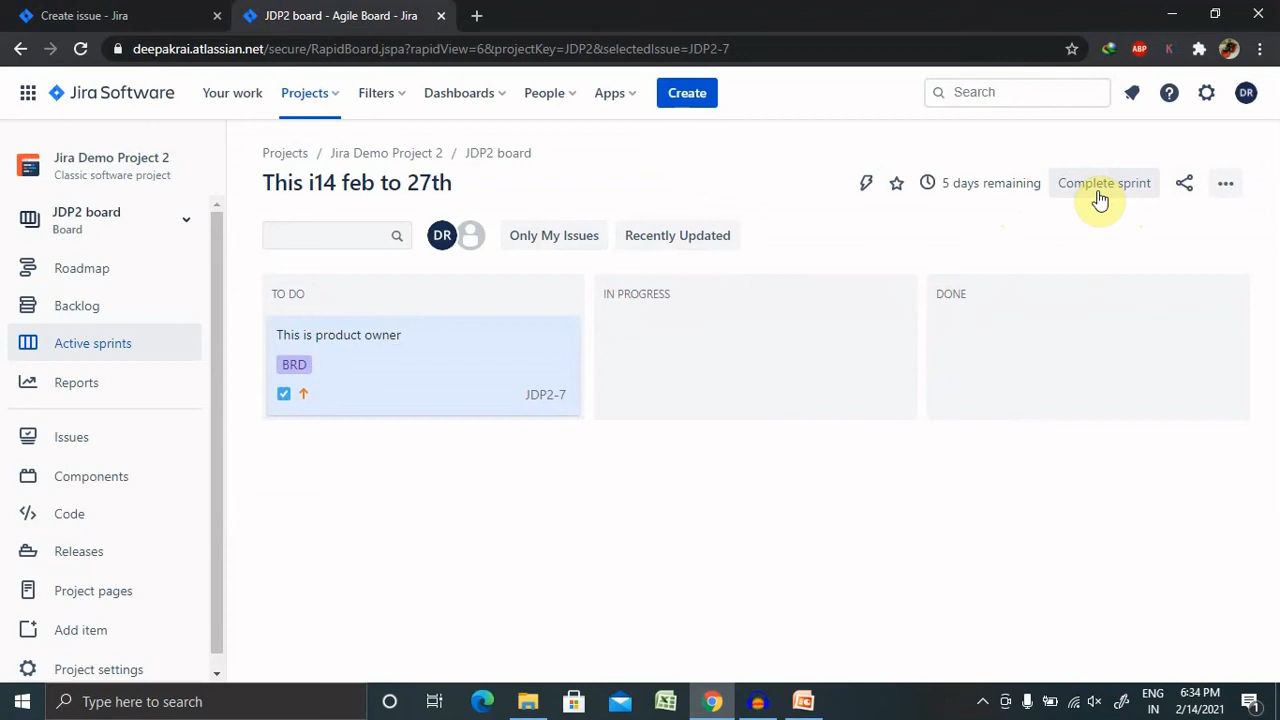 Create issue - Jira
JDP2 board - Agile Board - Jira
deepakrai.atlassian.net/secure/RapidBoard.jspa?rapidView=6&projectKey=JDP2&selectedIssue=JDP2-7
ABP
K
Jira Software
Your work
Projects
Filters
Dashboards
People
Apps
Create
Search
DR
Jira Demo Project 2
Classic software project
JDP2 board
Board
Roadmap
Backlog
Active sprints
Reports
Issues
Components
Code
Releases
Project pages
Add item
Project settings
Projects / Jira Demo Project 2 / JDP2 board
This i14 feb to 27th
5 days remaining
Complete sprint
DR
Only My Issues
Recently Updated
TO DO
This is product owner
BRD
JDP2-7
IN PROGRESS
DONE
Type here to search
ENG
IN
6:34 PM
2/14/2021
1